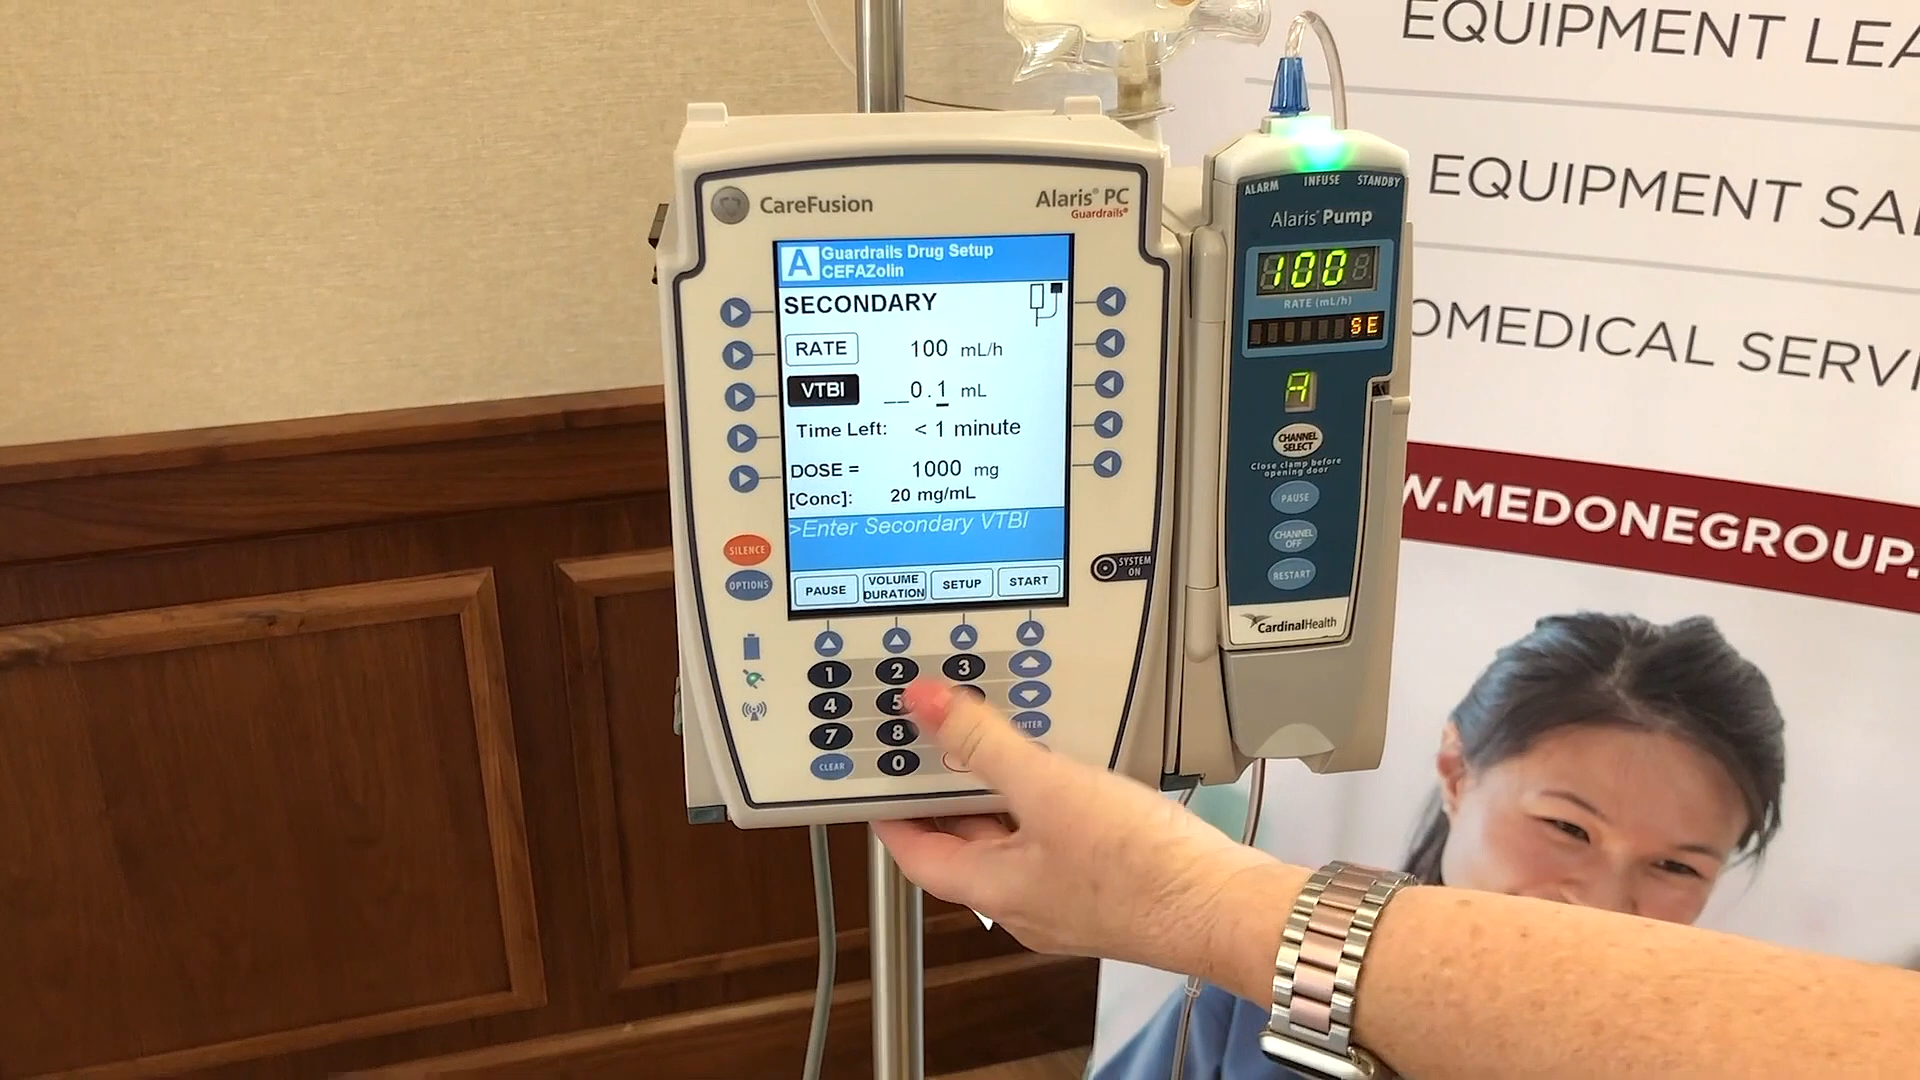 EQUIPMENT LEA
EQUIPMENT SA
OMEDICAL SERVI
W.MEDONEGROUP.
CareFusion
Alaris® PC
Guardrails®
A Guardrails Drug Setup
CEFAZolin
SECONDARY
RATE 100 mL/h
VTBI __0.1 mL
Time Left: < 1 minute
DOSE = 1000 mg
[Conc]: 20 mg/mL
>Enter Secondary VTBI
PAUSE VOLUME DURATION SETUP START
SILENCE
OPTIONS
SYSTEM ON
1 2 3
4 5
7 8
CLEAR 0
ENTER
ALARM INFUSE STANDBY
Alaris® Pump
100
RATE (mL/h)
SE
A
CHANNEL SELECT
Close clamp before
opening door
PAUSE
CHANNEL OFF
RESTART
CardinalHealth